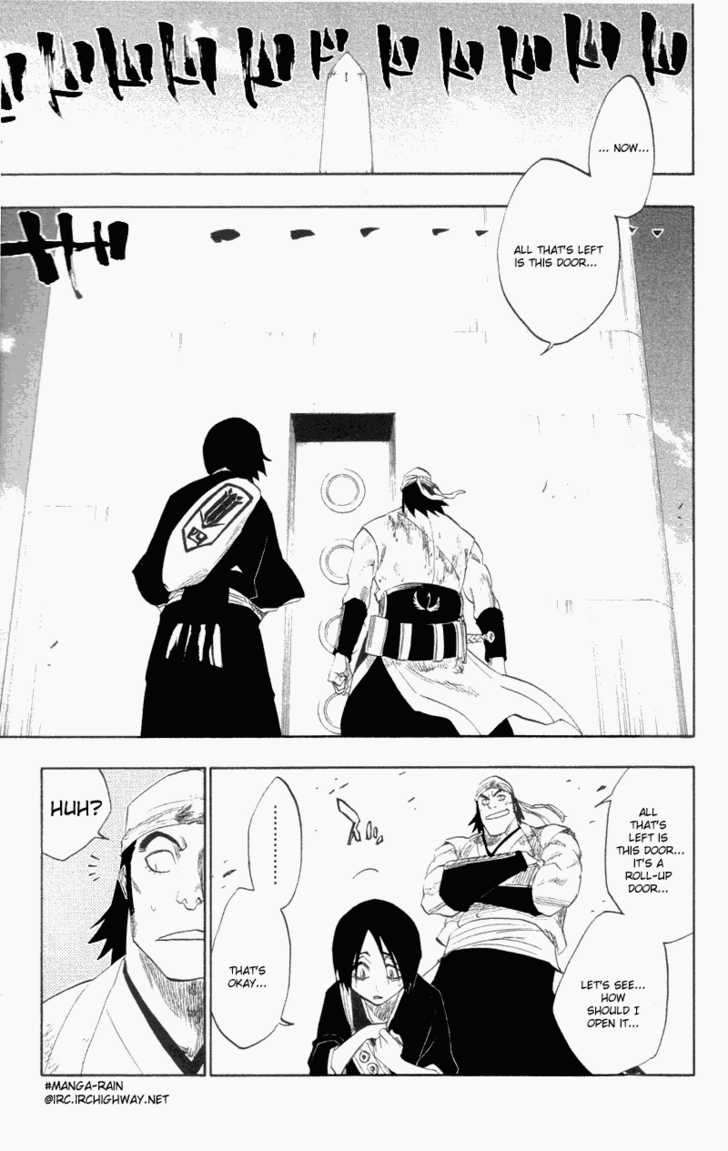 ... NOW...
ALL THAT'S LEFT
IS THIS DOOR...
ALL
THAT'S
LEFT IS
THIS DOOR...
IT'S A
ROLL-UP
DOOR...
LET'S SEE...
HOW
SHOULD I
OPEN IT...
...........
THAT'S
OKAY...
HUH?
#MANGA-RAIN
@IRC.IRCHIGHWAY.NET